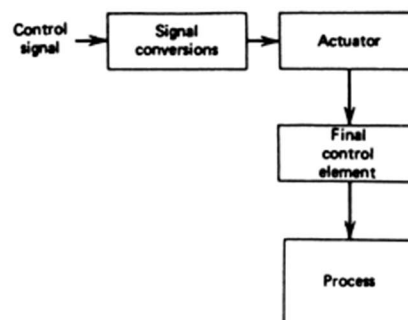 Control
signal
Signal
conversions
Actuator
Final
control
element
Process